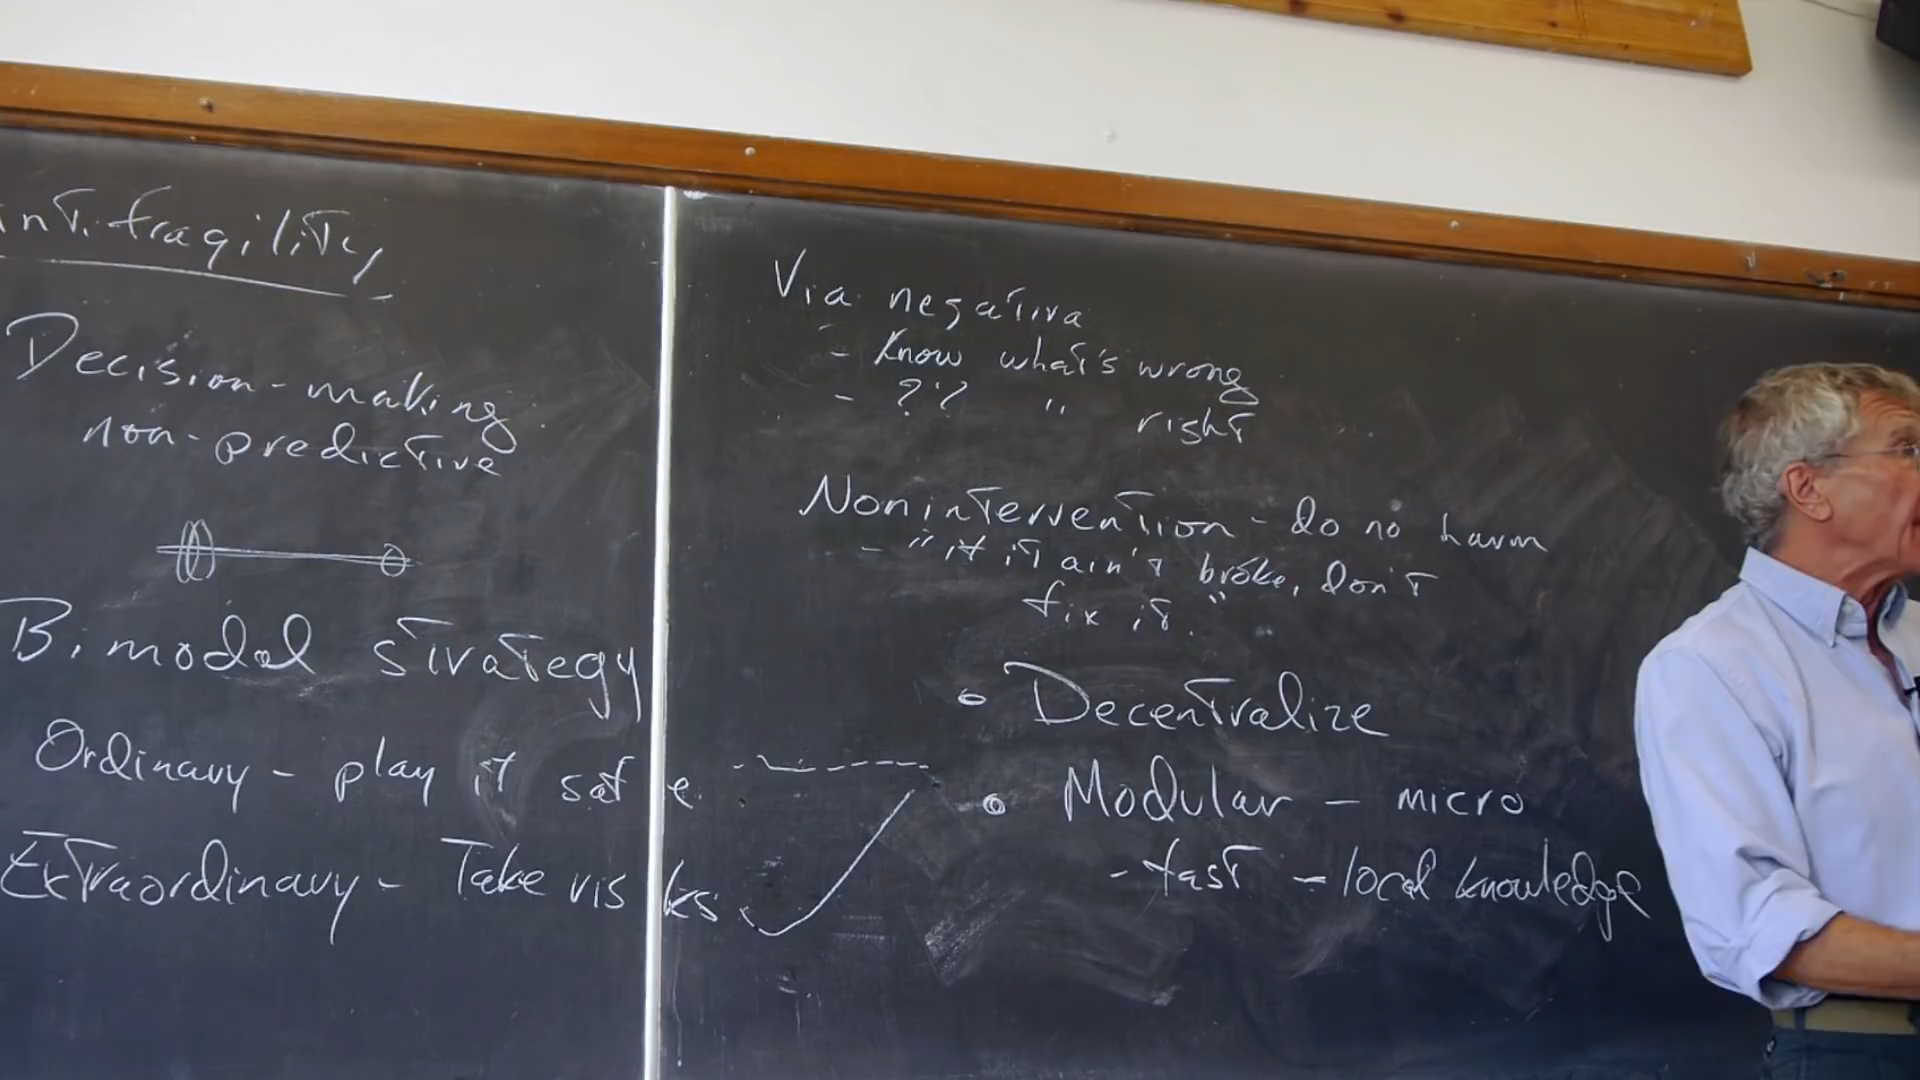 intifragility
Decision-making
non-predictive
Bimodal strategy
Ordinary - play it safe
Extraordinary - Take risks
Via negativa
- Know what's wrong
- ?? " right
Nonintervention - do no harm
- "if it ain't broke, don't
fix it."
• Decentralize
• Modular - micro
- fast - local knowledge